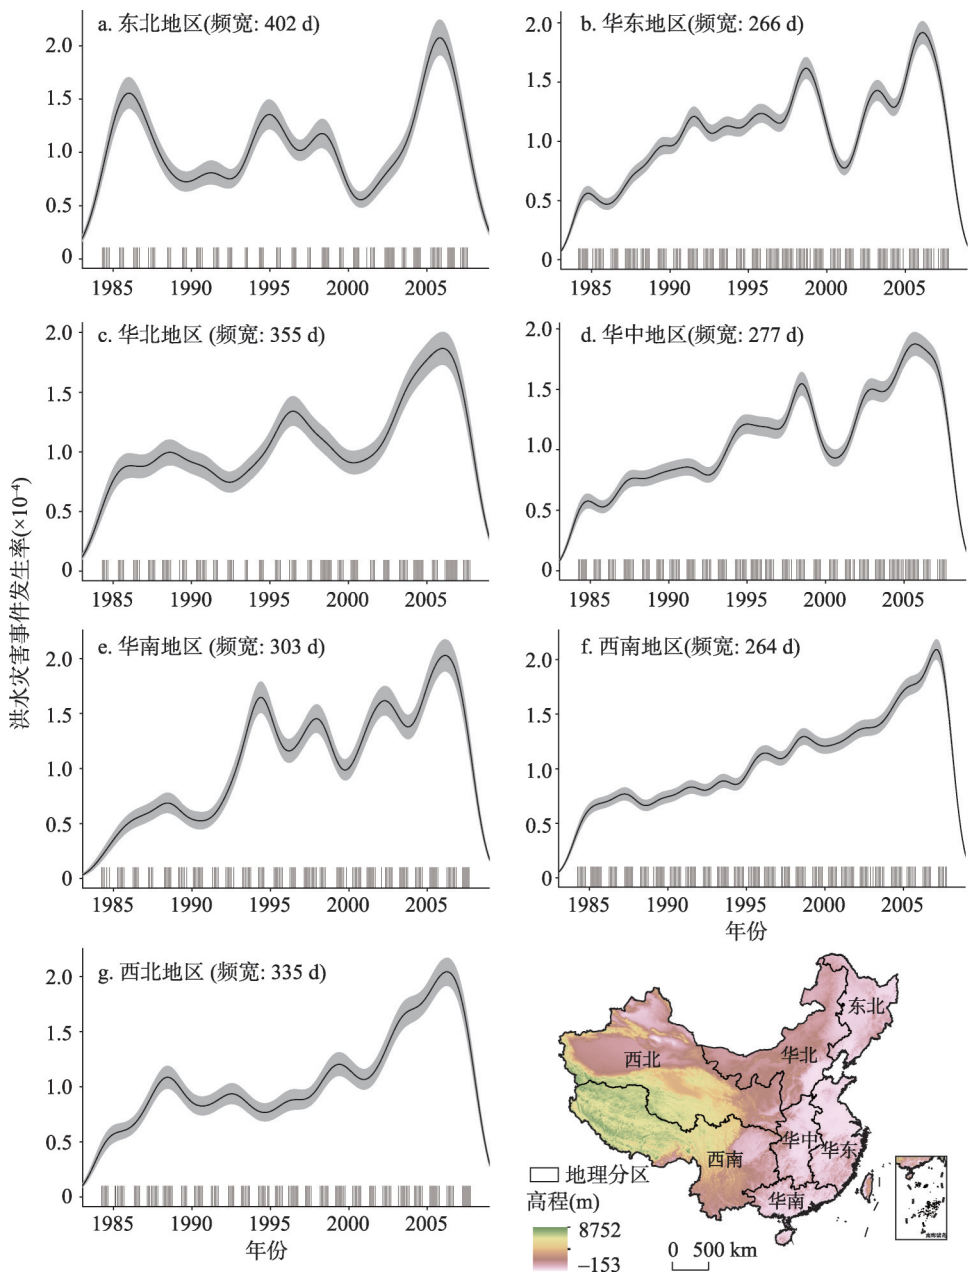 a. 东北地区(频宽: 402 d)
2.0
1.5
1.0
0.5
0
1985 1990 1995 2000 2005
b. 华东地区(频宽: 266 d)
2.0
1.5
1.0
0.5
0
1985 1990 1995 2000 2005
c. 华北地区 (频宽: 355 d)
2.0
1.5
1.0
0.5
0
1985 1990 1995 2000 2005
d. 华中地区(频宽: 277 d)
2.0
1.5
1.0
0.5
0
1985 1990 1995 2000 2005
洪水灾害事件发生率(×10⁻⁴)
e. 华南地区(频宽: 303 d)
2.0
1.5
1.0
0.5
0
1985 1990 1995 2000 2005
f. 西南地区(频宽: 264 d)
2.0
1.5
1.0
0.5
0
1985 1990 1995 2000 2005
年份
g. 西北地区 (频宽: 335 d)
2.0
1.5
1.0
0.5
0
1985 1990 1995 2000 2005
年份
东北
西北
华北
华中
华东
西南
华南
地理分区
高程(m)
8752
–153
0 500 km